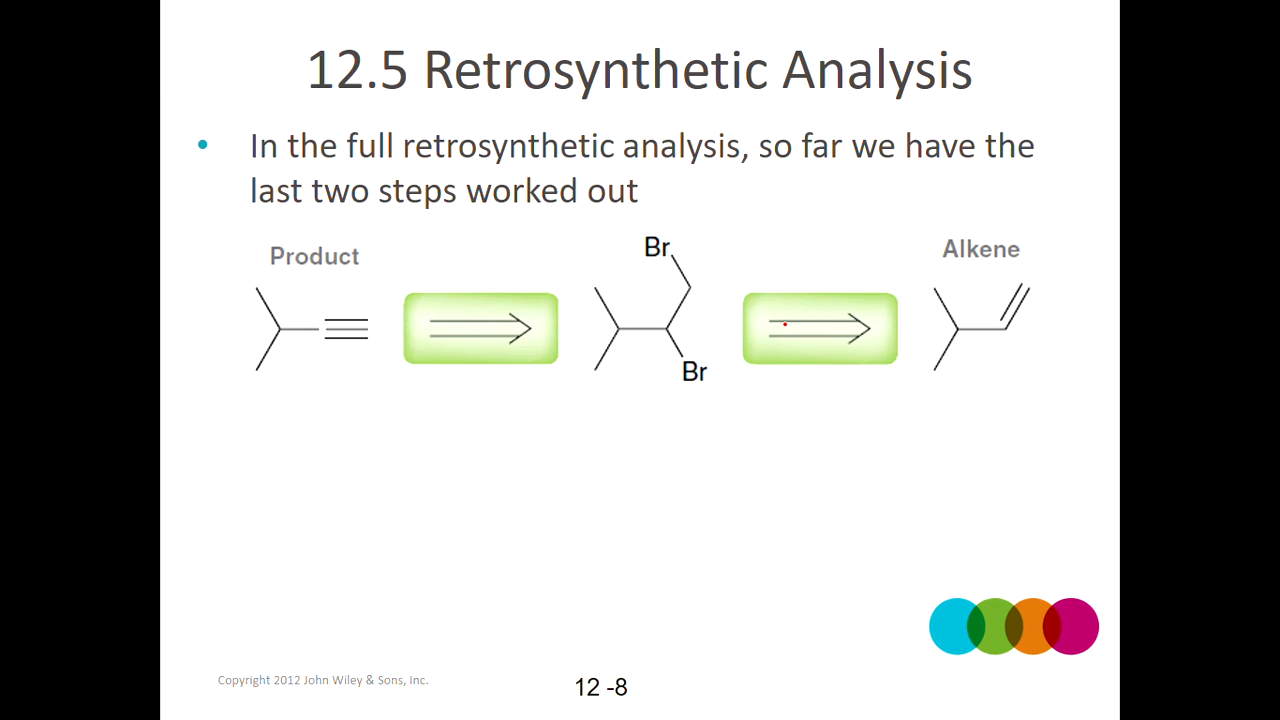 12.5 Retrosynthetic Analysis
• In the full retrosynthetic analysis, so far we have the
last two steps worked out
Product
Br
Br
Alkene
Copyright 2012 John Wiley & Sons, Inc.
12 -8